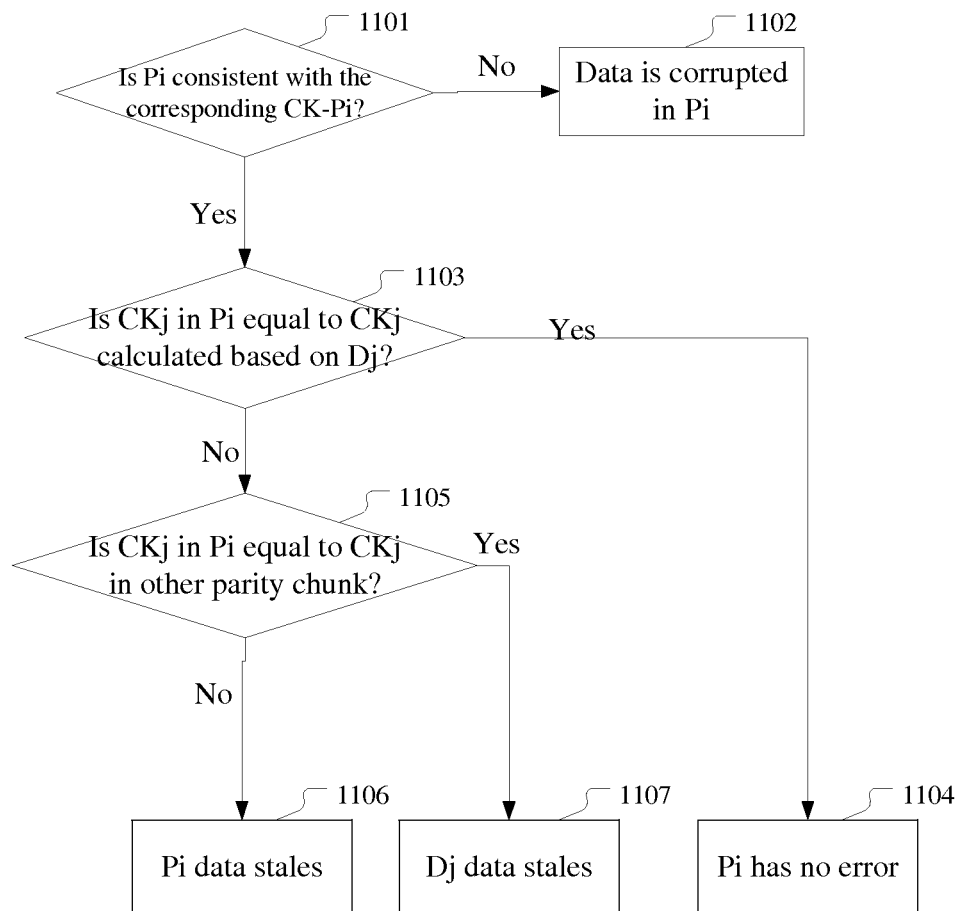 1101
Is Pi consistent with the
corresponding CK-Pi?
No
1102
Data is corrupted
in Pi
Yes
1103
Is CKj in Pi equal to CKj
calculated based on Dj?
Yes
No
1105
Is CKj in Pi equal to CKj
in other parity chunk?
Yes
No
1106
Pi data stales
1107
Dj data stales
1104
Pi has no error